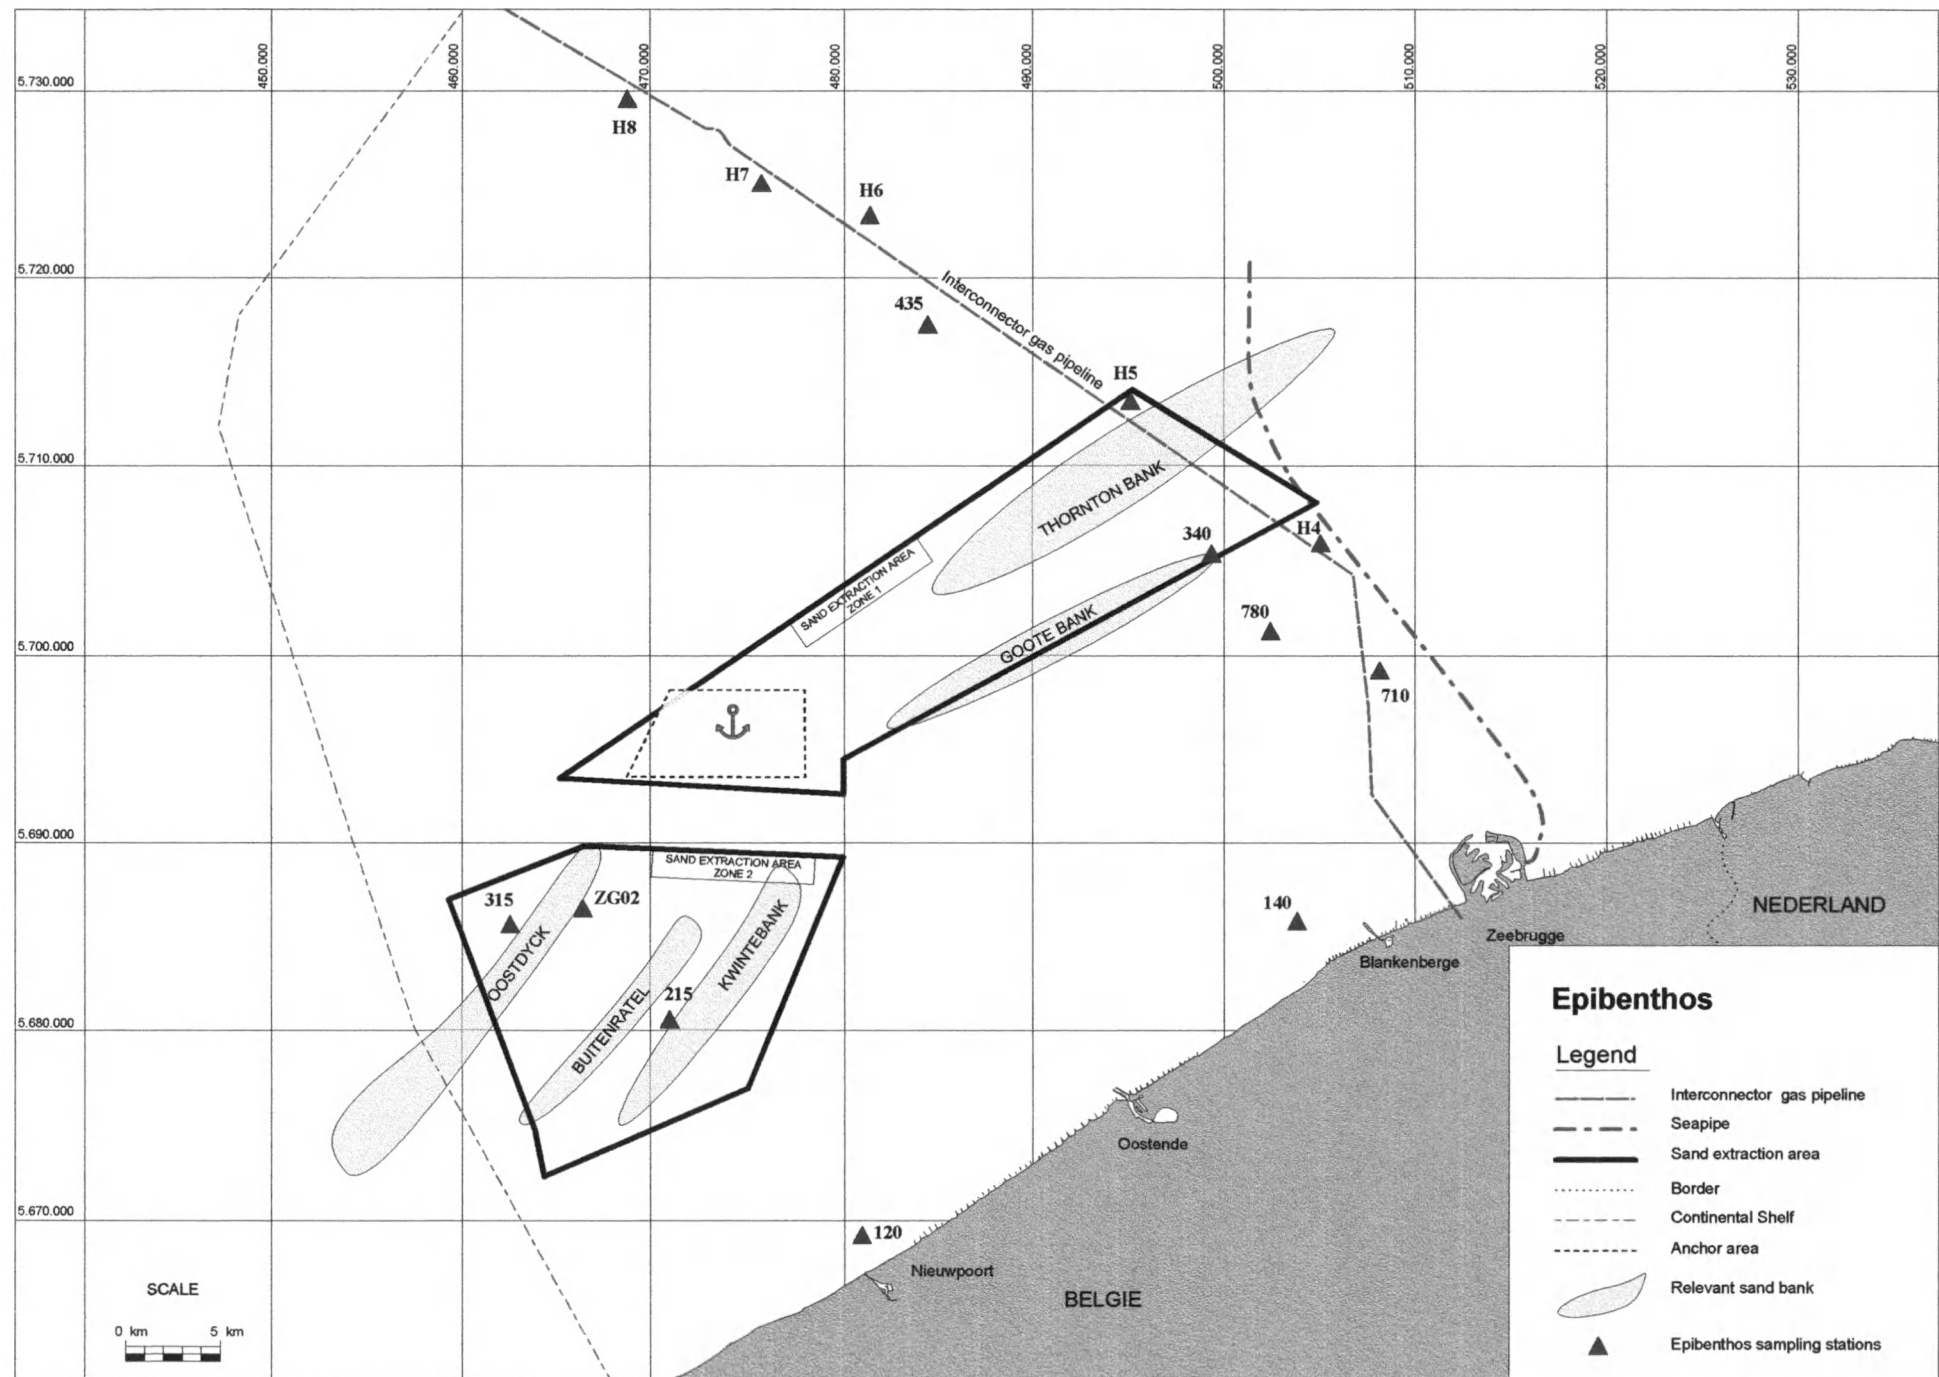 450.000
460.000
470.000
480.000
490.000
500.000
510.000
520.000
530.000
5.730.000
H8
H7
H6
5.720.000
435
Interconnector gas pipeline
H5
5.710.000
THORNTON BANK
340
H4
SAND EXTRACTION AREA
ZONE 1
780
GOOTE BANK
5.700.000
710
5.690.000
SAND EXTRACTION AREA
ZONE 2
315
ZG02
OOSTDYCK
KWINTEBANK
140
NEDERLAND
Zeebrugge
Blankenberge
215
BUITENRATEL
5.680.000
Oostende
5.670.000
120
Nieuwpoort
BELGIE
SCALE
0 km 5 km
Epibenthos
Legend
Interconnector gas pipeline
Seapipe
Sand extraction area
Border
Continental Shelf
Anchor area
Relevant sand bank
Epibenthos sampling stations